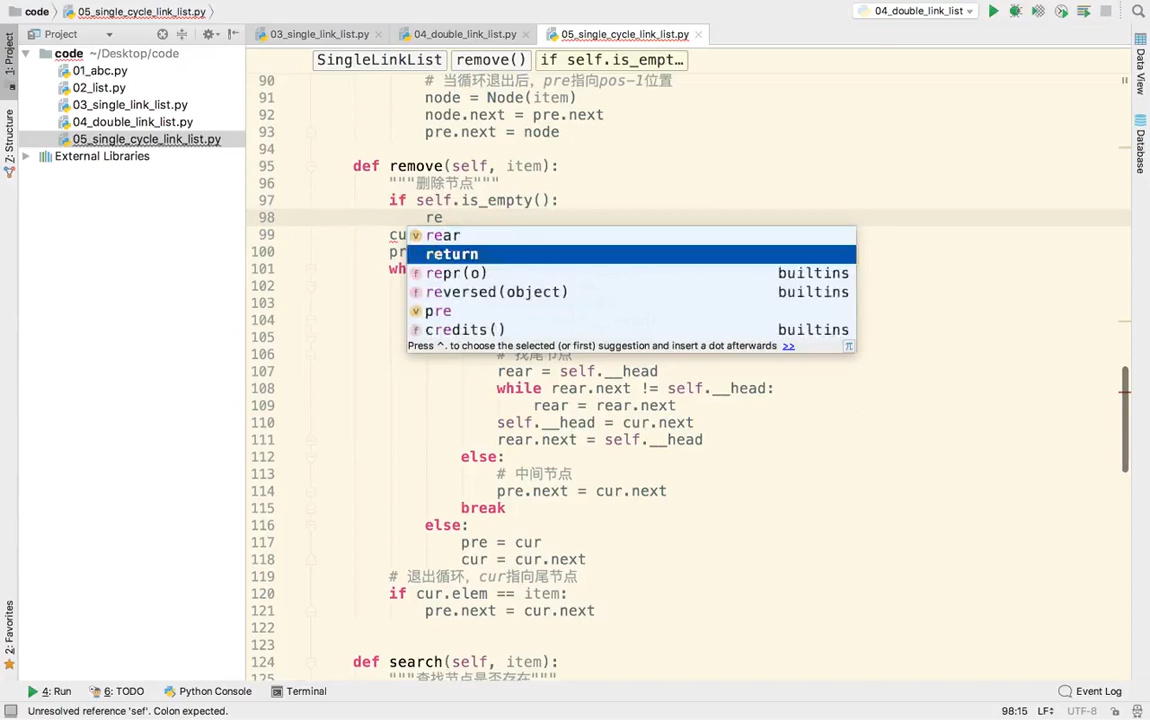 code
05_single_cycle_link_list.py
04_double_link_list
Project
03_single_link_list.py
04_double_link_list.py
05_single_cycle_link_list.py
1: Project
Z: Structure
Favorites
Data View
Database
code ~/Desktop/code
01_abc.py
02_list.py
03_single_link_list.py
04_double_link_list.py
05_single_cycle_link_list.py
External Libraries
SingleLinkList
remove()
if self.is_empt…
90 # 当循环退出后，pre指向pos-1位置
91 node = Node(item)
92 node.next = pre.next
93 pre.next = node
94
95 def remove(self, item):
96 """删除节点"""
97 if self.is_empty():
98 re
99 cu
100 pr
101 wh
102
103
104
105
106 # 找尾节点
107 rear = self.__head
108 while rear.next != self.__head:
109 rear = rear.next
110 self.__head = cur.next
111 rear.next = self.__head
112 else:
113 # 中间节点
114 pre.next = cur.next
115 break
116 else:
117 pre = cur
118 cur = cur.next
119 # 退出循环，cur指向尾节点
120 if cur.elem == item:
121 pre.next = cur.next
122
123
124 def search(self, item):
125 """查找节点是否存在"""
v rear
return
f repr(o) builtins
f reversed(object) builtins
v pre
f credits() builtins
Press ^. to choose the selected (or first) suggestion and insert a dot afterwards >>
π
4: Run
6: TODO
Python Console
Terminal
Event Log
Unresolved reference 'sef'. Colon expected.
98:15
LF
UTF-8